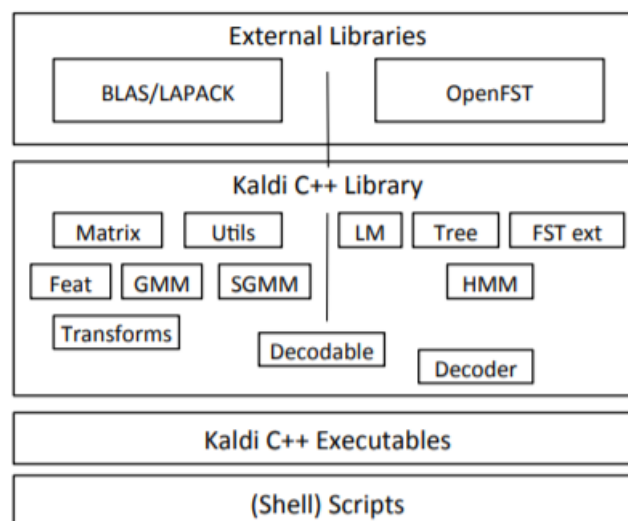 External Libraries
BLAS/LAPACK OpenFST
Kaldi C++ Library
Matrix Utils LM Tree FST ext
Feat GMM SGMM HMM
Transforms
Decodable
Decoder
Kaldi C++ Executables
(Shell) Scripts